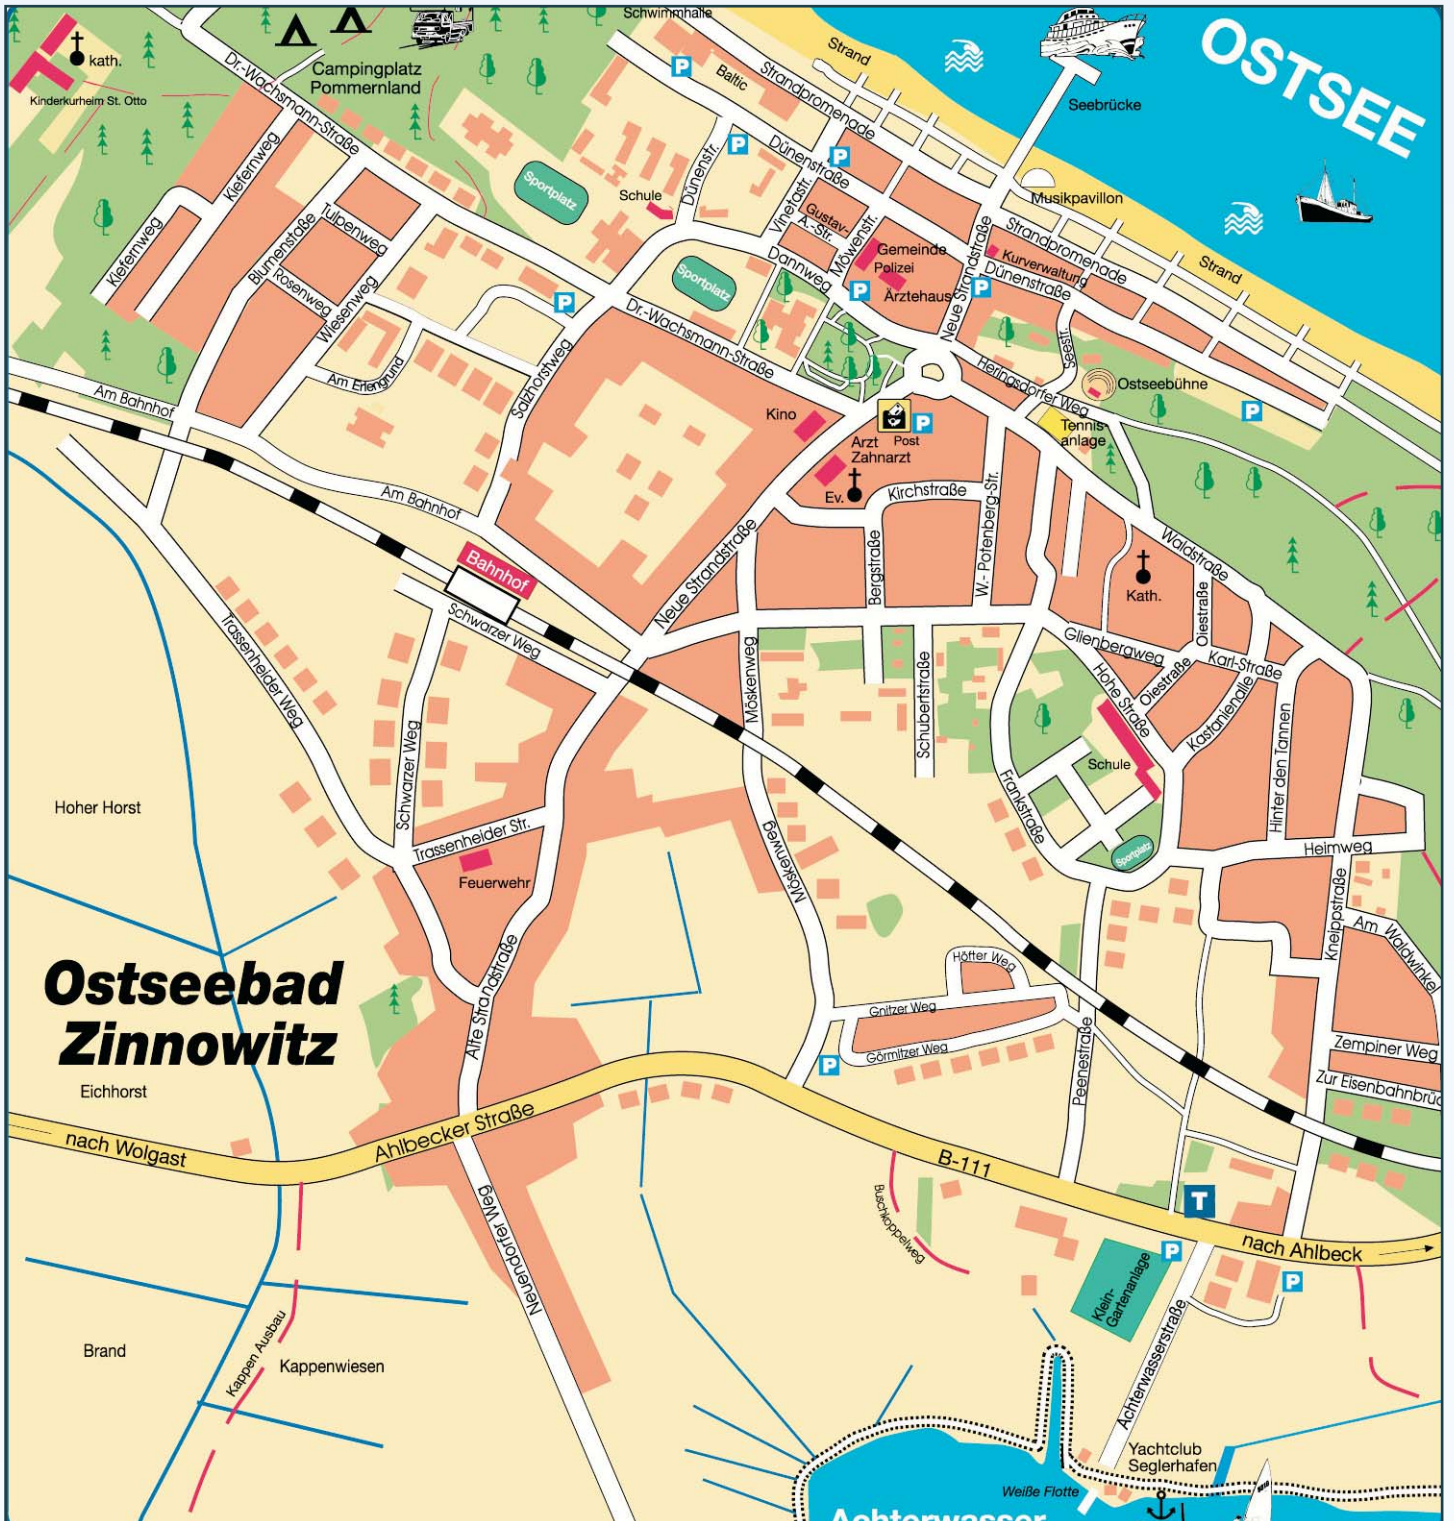 Schwimmhalle
kath.
Kinderkurheim St. Otto
Dr.-Wachsmann-Straße
Campingplatz
Pommernland
P
Baltic
Strandpromenade
Strand
OSTSEE
Seebrücke
Musikpavillon
Strandpromenade
Strand
Kiefernweg
Kiefernweg
Blumenstaße
Tulpenweg
Rosenweg
Wiesenweg
Am Erlengrund
Sportplatz
Schule
Dünenstr.
P
Dünenstraße
P
Vinetastr.
Gustav-
A.-Str.
Möwenstr.
Dannweg
Gemeinde
Polizei
Ärztehaus
P
Neue Strandstraße
Kurverwaltung
Dünenstraße
P
Sportplatz
P
Dr.-Wachsmann-Straße
Salzhorstweg
Seestr.
Heringsdorfer Weg
Ostseebühne
P
Tennis-
anlage
Kino
Arzt
Post
Zahnarzt
P
Ev.
Kirchstraße
Am Bahnhof
Am Bahnhof
Bahnhof
Schwarzer Weg
Neue Strandstraße
Bergstraße
W.- Potenberg-Str.
Waldstraße
Kath.
Oiestraße
Glienbergweg
Karl-Straße
Oiestraße
Hohe Straße
Kastanienalle
Hinter den Tannen
Schule
Trassenheider Weg
Schwarzer Weg
Möskenweg
Schubertstraße
Frankstraße
Sportplatz
Heimweg
Kneippstraße
Am Waldwinkel
Hoher Horst
Trassenheider Str.
Feuerwehr
Möskenweg
Alte Strandstraße
Höfter Weg
Gnitzer Weg
Görmitzer Weg
Peenestraße
Zempiner Weg
Zur Eisenbahnbrüc
Ostseebad
Zinnowitz
Eichhorst
P
nach Wolgast
Ahlbecker Straße
B-111
T
nach Ahlbeck
P
P
Buschkoppelweg
Klein-
Gartenanlage
Neuendorfer Weg
Achterwasserstraße
Brand
Kappen Ausbau
Kappenwiesen
Yachtclub
Seglerhafen
Weiße Flotte
Achterwasser